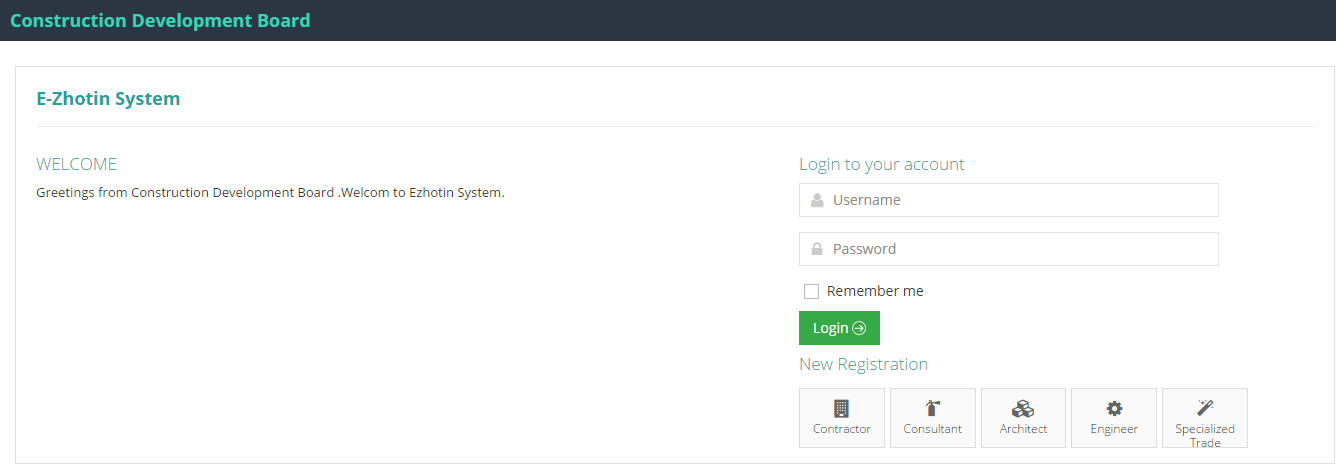 Construction Development Board
E-Zhotin System
WELCOME
Greetings from Construction Development Board .Welcom to Ezhotin System.
Login to your account
Username
Password
Remember me
Login
New Registration
Contractor
Consultant
Architect
Engineer
Specialized
Trade